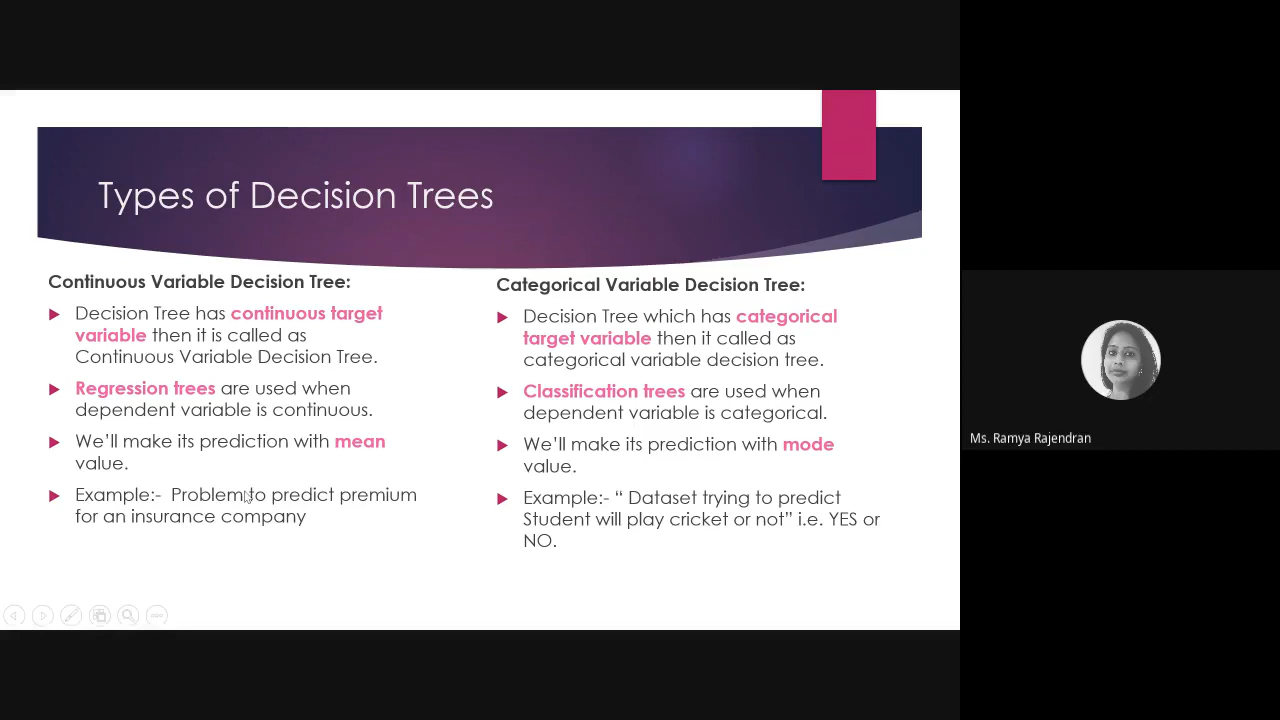 Types of Decision Trees
Continuous Variable Decision Tree:
Decision Tree has continuous target
variable then it is called as
Continuous Variable Decision Tree.
Regression trees are used when
dependent variable is continuous.
We'll make its prediction with mean
value.
Example:- Problem to predict premium
for an insurance company
Categorical Variable Decision Tree:
Decision Tree which has categorical
target variable then it called as
categorical variable decision tree.
Classification trees are used when
dependent variable is categorical.
We'll make its prediction with mode
value.
Example:- “ Dataset trying to predict
Student will play cricket or not” i.e. YES or
NO.
Ms. Ramya Rajendran